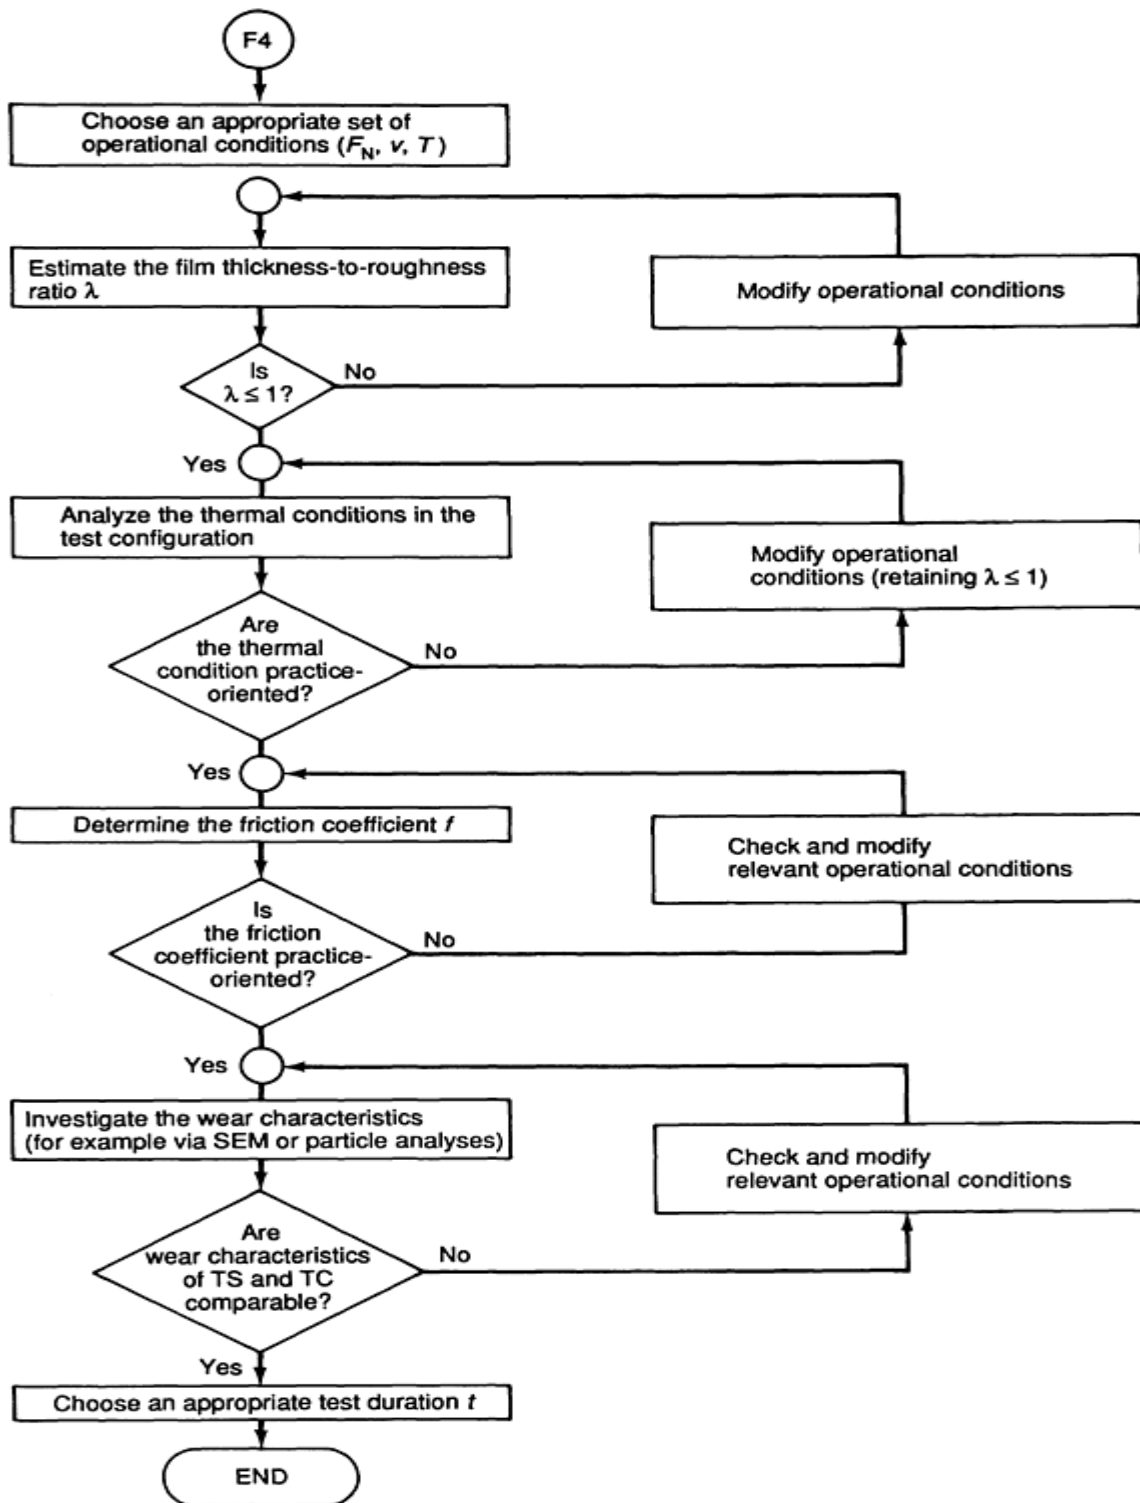 F4
Choose an appropriate set of
operational conditions (F_N, v, T)
Estimate the film thickness-to-roughness
ratio λ
Modify operational conditions
Is
λ ≤ 1?
No
Yes
Analyze the thermal conditions in the
test configuration
Modify operational
conditions (retaining λ ≤ 1)
Are
the thermal
condition practice-
oriented?
No
Yes
Determine the friction coefficient f
Check and modify
relevant operational conditions
Is
the friction
coefficient practice-
oriented?
No
Yes
Investigate the wear characteristics
(for example via SEM or particle analyses)
Check and modify
relevant operational conditions
Are
wear characteristics
of TS and TC
comparable?
No
Yes
Choose an appropriate test duration t
END